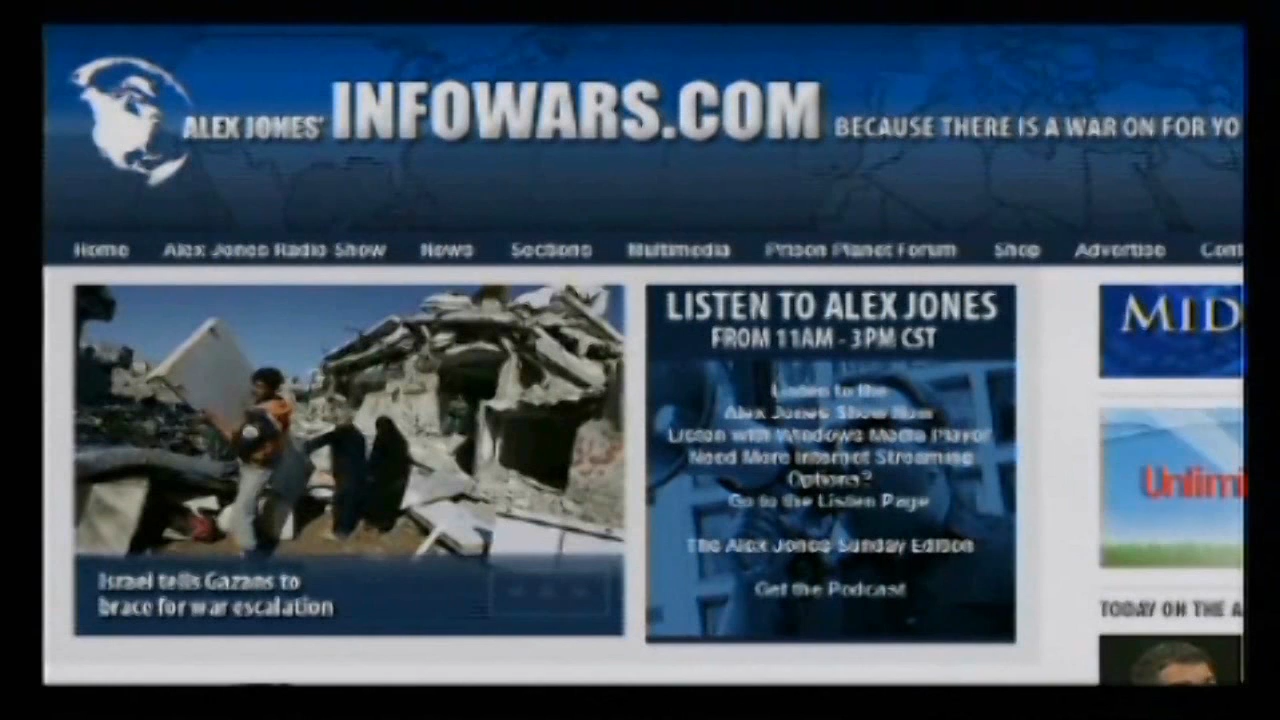 ALEX JONES' INFOWARS.COM BECAUSE THERE IS A WAR ON FOR YO
Home Alex Jones Radio Show News Sections Multimedia Prison Planet Forum Shop Advertise Cont
LISTEN TO ALEX JONES
FROM 11AM - 3PM CST
Listen to the
Alex Jones Show Now
Listen with Windows Media Player
Need More Internet Streaming
Options?
Go to the Listen Page
The Alex Jones Sunday Edition
Get the Podcast
Israel tells Gazans to
brace for war escalation
MID
Unlim
TODAY ON THE A